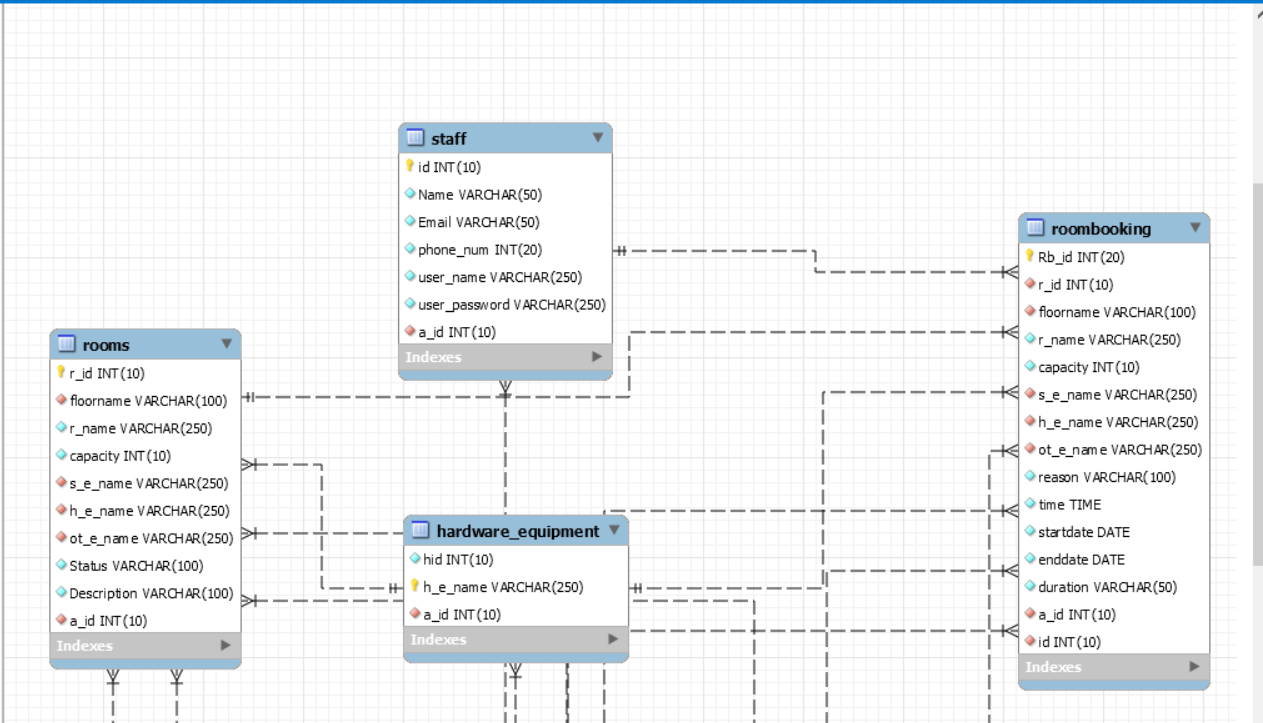 staff
id INT(10)
Name VARCHAR(50)
Email VARCHAR(50)
phone_num INT(20)
user_name VARCHAR(250)
user_password VARCHAR(250)
a_id INT(10)
Indexes
roombooking
Rb_id INT(20)
r_id INT(10)
floorname VARCHAR(100)
r_name VARCHAR(250)
capacity INT(10)
s_e_name VARCHAR(250)
h_e_name VARCHAR(250)
ot_e_name VARCHAR(250)
reason VARCHAR(100)
time TIME
startdate DATE
enddate DATE
duration VARCHAR(50)
a_id INT(10)
id INT(10)
Indexes
rooms
r_id INT(10)
floorname VARCHAR(100)
r_name VARCHAR(250)
capacity INT(10)
s_e_name VARCHAR(250)
h_e_name VARCHAR(250)
ot_e_name VARCHAR(250)
Status VARCHAR(100)
Description VARCHAR(100)
a_id INT(10)
Indexes
hardware_equipment
hid INT(10)
h_e_name VARCHAR(250)
a_id INT(10)
Indexes